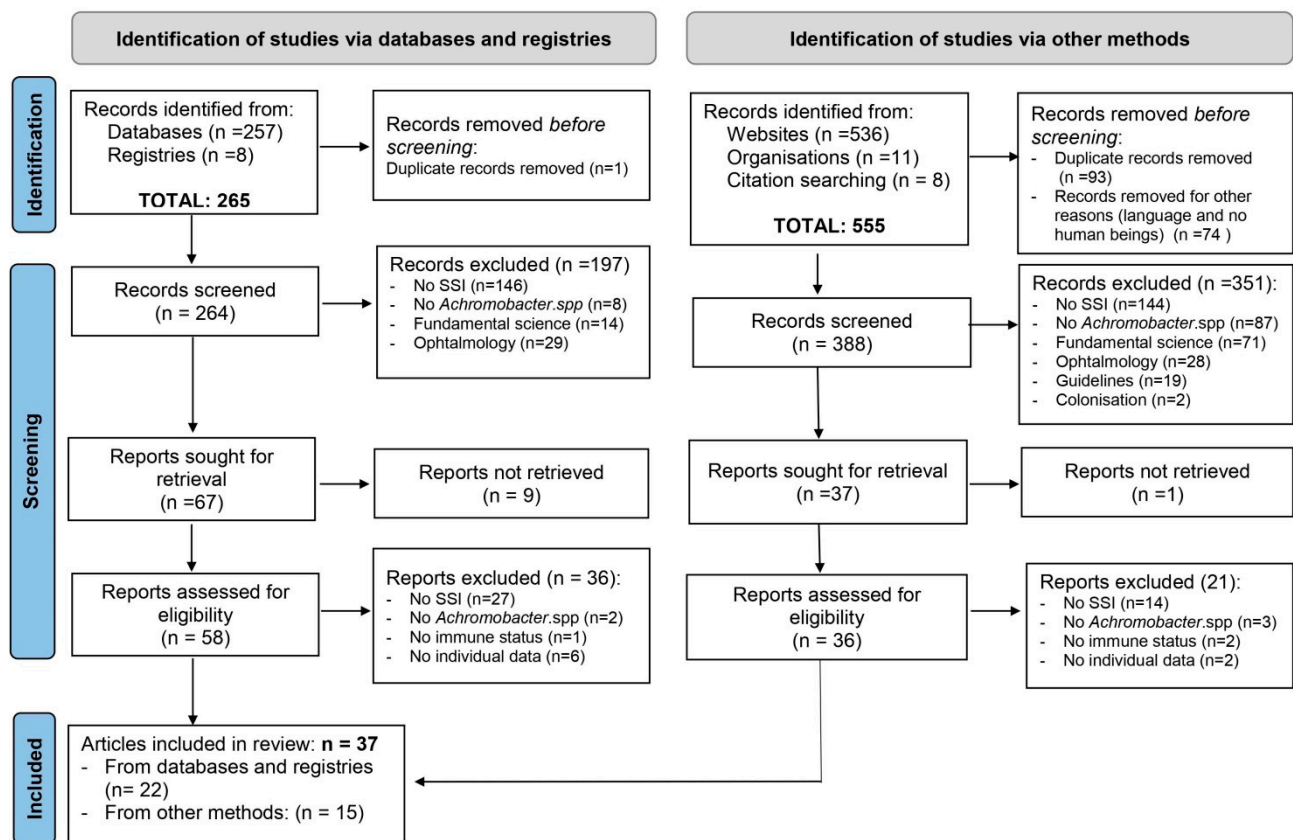 Identification of studies via databases and registries
Identification of studies via other methods
Identification
Records identified from:
Databases (n =257)
Registries (n =8)
TOTAL: 265
Records removed before
screening:
Duplicate records removed (n=1)
Records identified from:
Websites (n =536)
Organisations (n =11)
Citation searching (n = 8)
TOTAL: 555
Records removed before
screening:
- Duplicate records removed
(n =93)
- Records removed for other
reasons (language and no
human beings) (n =74 )
Screening
Records screened
(n = 264)
Records excluded (n =197)
- No SSI (n=146)
- No Achromobacter.spp (n=8)
- Fundamental science (n=14)
- Ophtalmology (n=29)
Records screened
(n = 388)
Records excluded (n =351):
- No SSI (n=144)
- No Achromobacter.spp (n=87)
- Fundamental science (n=71)
- Ophtalmology (n=28)
- Guidelines (n=19)
- Colonisation (n=2)
Reports sought for
retrieval
(n =67)
Reports not retrieved
(n = 9)
Reports sought for retrieval
(n =37)
Reports not retrieved
(n =1)
Reports assessed for
eligibility
(n = 58)
Reports excluded (n = 36):
- No SSI (n=27)
- No Achromobacter.spp (n=2)
- No immune status (n=1)
- No individual data (n=6)
Reports assessed for
eligibility
(n = 36)
Reports excluded (21):
- No SSI (n=14)
- No Achromobacter.spp (n=3)
- No immune status (n=2)
- No individual data (n=2)
Included
Articles included in review: n = 37
- From databases and registries
(n= 22)
- From other methods: (n = 15)